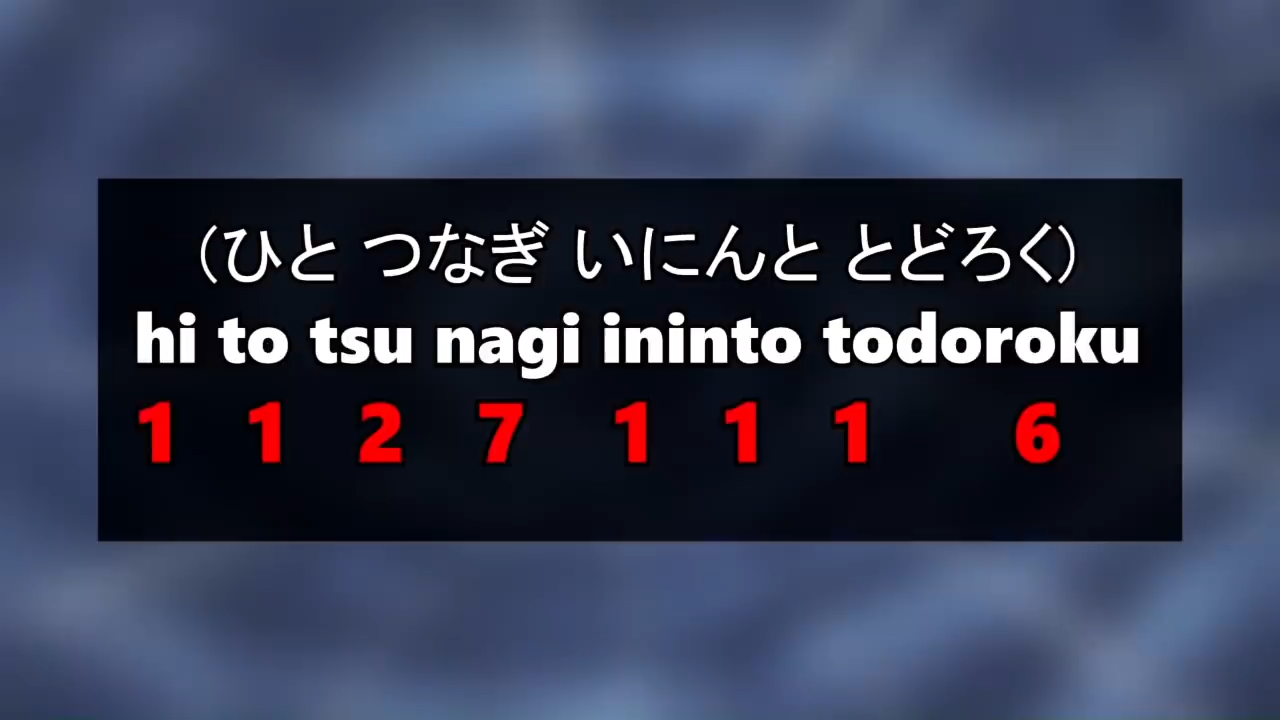 (ひと つなぎ いにんと とどろく)
hi to tsu nagi ininto todoroku
1 1 2 7 1 1 1 6